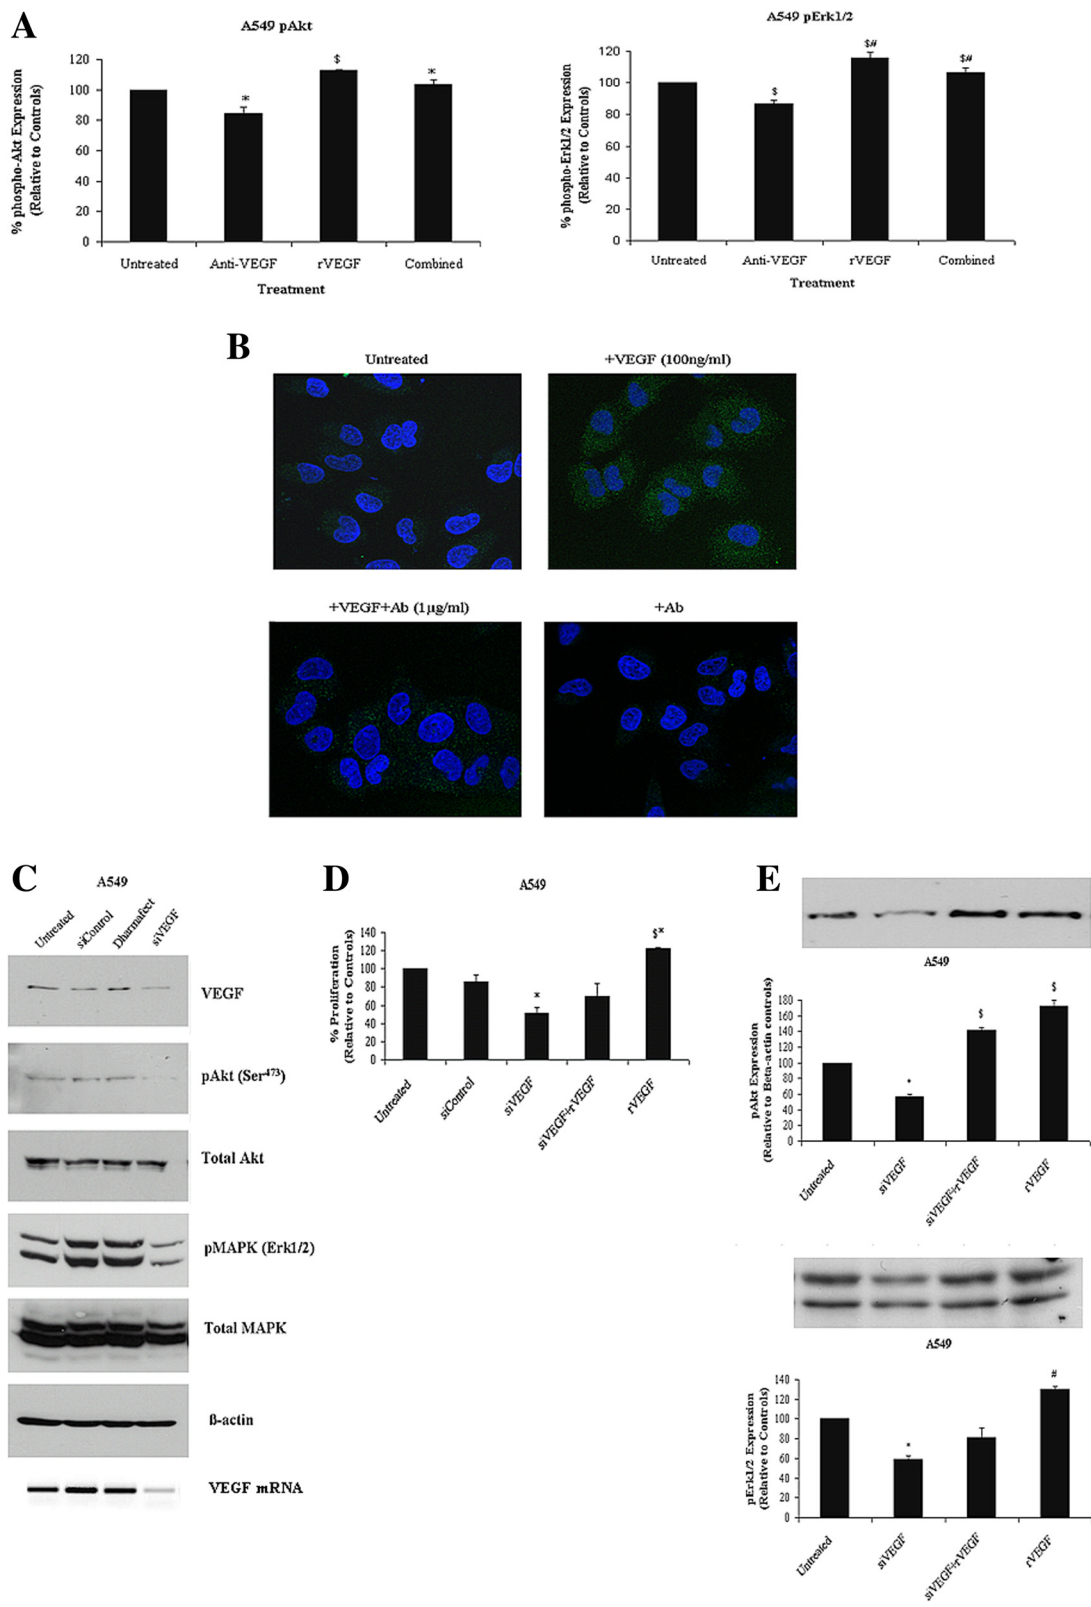 A
A549 pAkt
% phospho-Akt Expression
(Relative to Controls)
120
100
80
60
40
20
0
*
$
*
Untreated
Anti-VEGF
rVEGF
Combined
Treatment
A549 pErk1/2
% phospho-Erk1/2 Expression
(Relative to Controls)
120
100
80
60
40
20
0
$
$#
$#
Untreated
Anti-VEGF
rVEGF
Combined
Treatment
B
Untreated
+VEGF (100ng/ml)
+VEGF+Ab (1µg/ml)
+Ab
C
A549
Untreated
siControl
Dharmafect
siVEGF
VEGF
pAkt (Ser473)
Total Akt
pMAPK (Erk1/2)
Total MAPK
ß-actin
VEGF mRNA
D
A549
% Proliferation
(Relative to Controls)
140
120
100
80
60
40
20
0
*
$*
Untreated
siControl
siVEGF
siVEGF+rVEGF
rVEGF
E
A549
pAkt Expression
(Relative to Beta-actin controls)
180
160
140
120
100
80
60
40
20
0
*
$
$
Untreated
siVEGF
siVEGF+rVEGF
rVEGF
A549
pErk1/2 Expression
(Relative to Controls)
140
120
100
80
60
40
20
0
*
#
Untreated
siVEGF
siVEGF+rVEGF
rVEGF